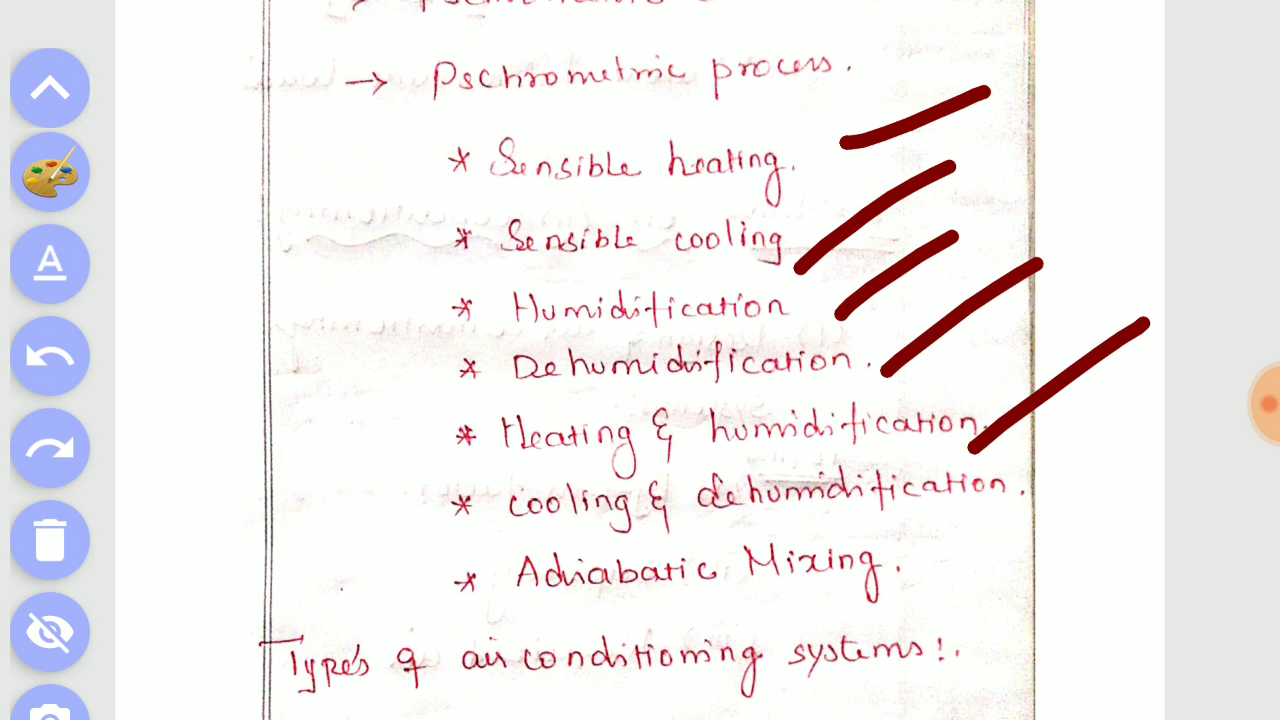 → Pschrometric process.
* Sensible heating.
* Sensible cooling
* Humidification
* Dehumidification.
* Heating & humidification.
* cooling & dehumidification.
* Adiabatic Mixing.
Types of air conditioning systems!.
A